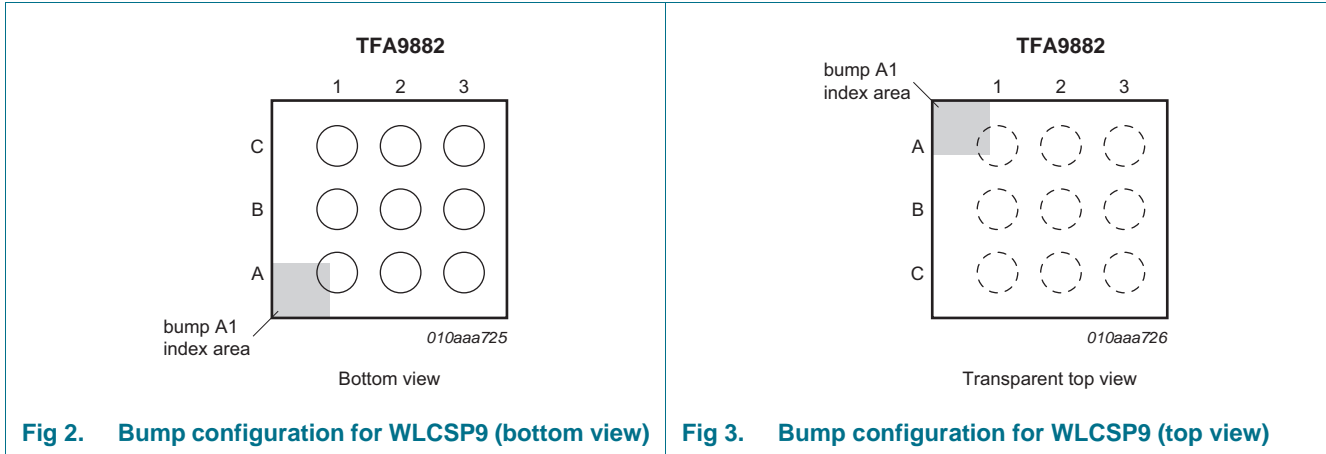 TFA9882
1 2 3
C
B
A
bump A1
index area
010aaa725
Bottom view
Fig 2. Bump configuration for WLCSP9 (bottom view)
TFA9882
bump A1
index area
1 2 3
A
B
C
010aaa726
Transparent top view
Fig 3. Bump configuration for WLCSP9 (top view)